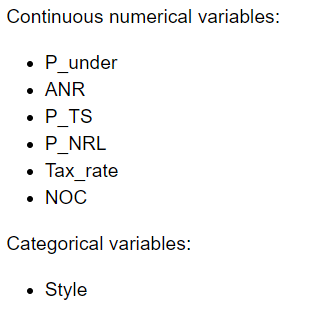 Continuous numerical variables:
• P_under
• ANR
• P_TS
• P_NRL
• Tax_rate
• NOC
Categorical variables:
• Style